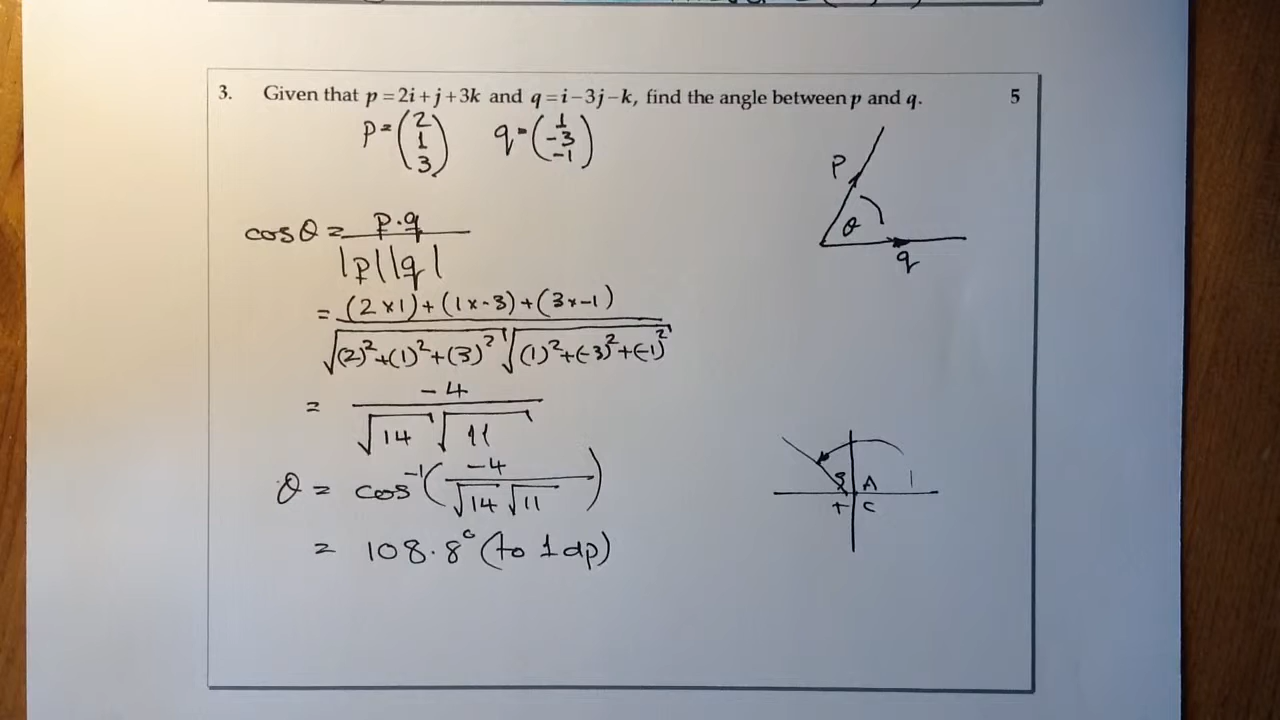 3. Given that p=2i+j+3k and q=i−3j−k, find the angle between p and q. 5
p=(2 1 3) q=(1 -3 -1)
p
θ
q
cosθ = p.q
|p||q|
= (2×1)+(1×-3)+(3×-1)
√(2)²+(1)²+(3)² √(1)²+(-3)²+(-1)²
= -4
√14 √11
θ = cos⁻¹(-4
√14 √11)
S A
T C
= 108.8° (to 1dp)